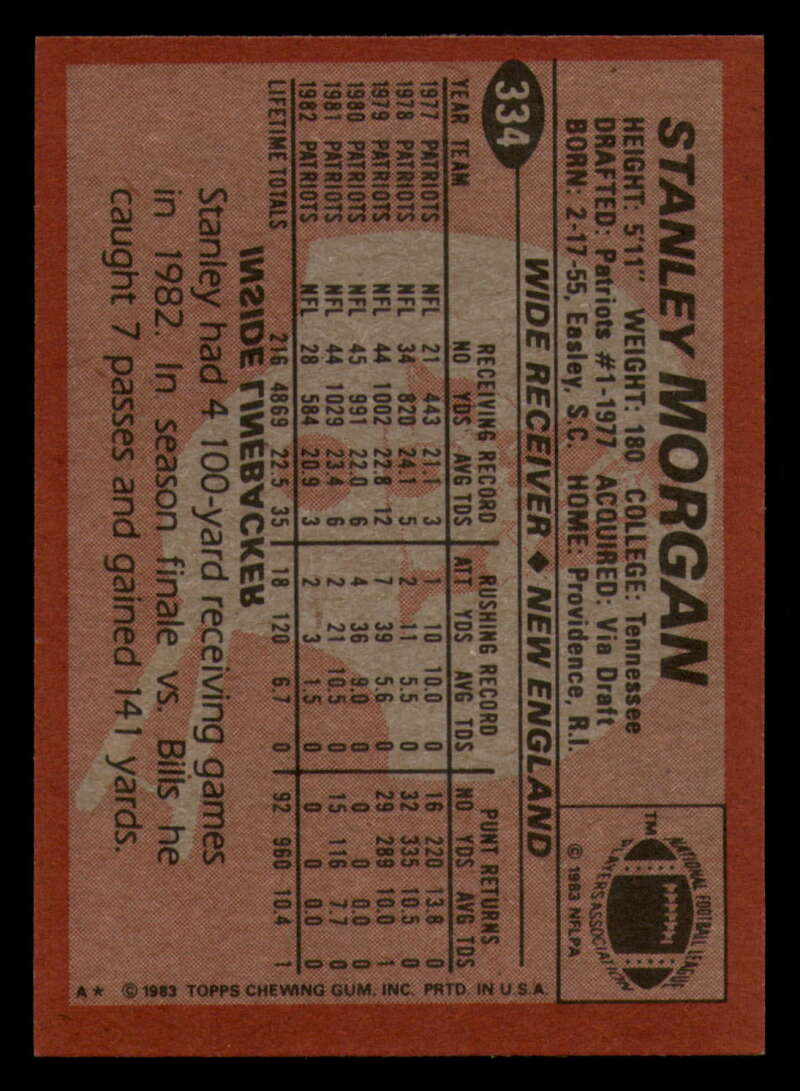 STANLEY MORGAN
HEIGHT: 5'11" WEIGHT: 180 COLLEGE: Tennessee
DRAFTED: Patriots #1-1977 ACQUIRED: Via Draft
BORN: 2-17-55, Easley, S.C. HOME: Providence, R.I.
TM
NATIONAL FOOTBALL LEAGUE
PLAYERS ASSOCIATION
© 1983 NFLPA
334
WIDE RECEIVER ♦ NEW ENGLAND
RECEIVING RECORD RUSHING RECORD PUNT RETURNS
YEAR TEAM NO YDS AVG TDS ATT YDS AVG TDS NO YDS AVG TDS
1977 PATRIOTS NFL 21 443 21.1 3 1 10 10.0 0 16 220 13.8 0
1978 PATRIOTS NFL 34 820 24.1 5 2 11 5.5 0 32 335 10.5 0
1979 PATRIOTS NFL 44 1002 22.8 12 7 39 5.6 0 29 289 10.0 1
1980 PATRIOTS NFL 45 991 22.0 6 4 36 9.0 0 0 0 0.0 0
1981 PATRIOTS NFL 44 1029 23.4 6 2 21 10.5 0 15 116 7.7 0
1982 PATRIOTS NFL 28 584 20.9 3 2 3 1.5 0 0 0 0.0 0
LIFETIME TOTALS 216 4869 22.5 35 18 120 6.7 0 92 960 10.4 1
INSIDE LINEBACKER
Stanley had 4 100-yard receiving games
in 1982. In season finale vs. Bills he
caught 7 passes and gained 141 yards.
A* © 1983 TOPPS CHEWING GUM, INC. PRTD. IN U.S.A.